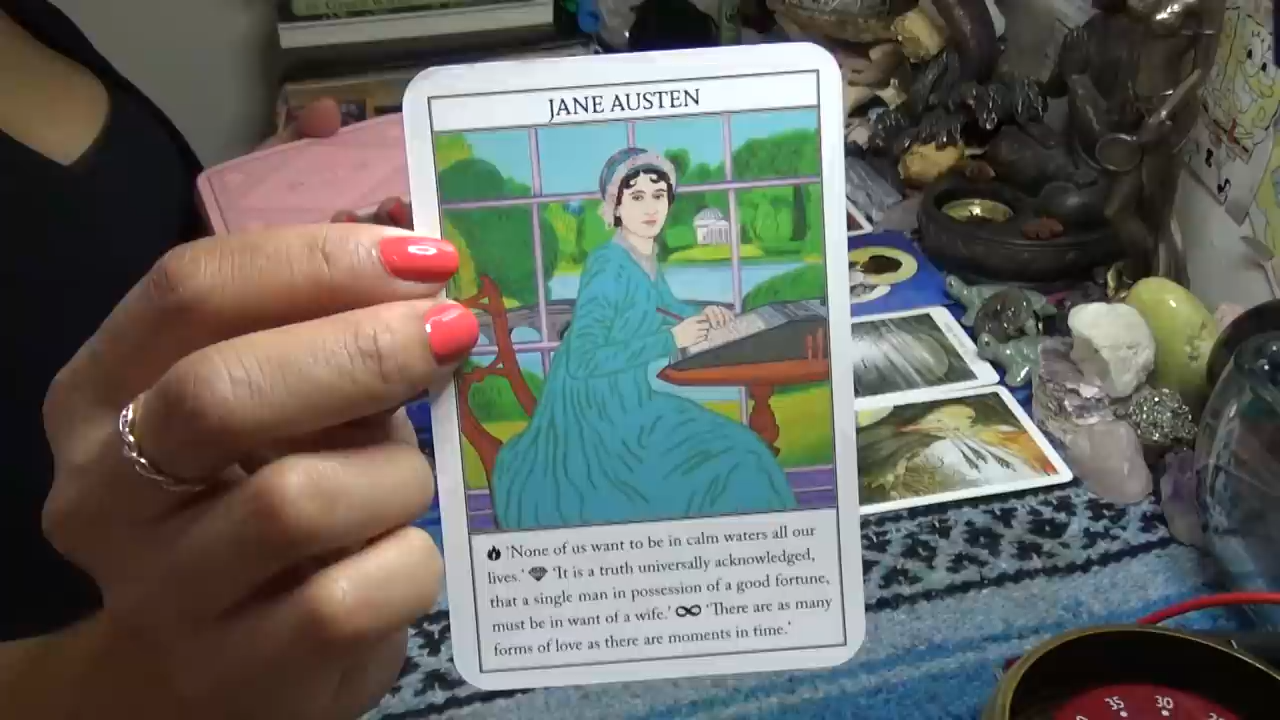 JANE AUSTEN
'None of us want to be in calm waters all our
lives.' 'It is a truth universally acknowledged,
that a single man in possession of a good fortune,
must be in want of a wife.' ∞ 'There are as many
forms of love as there are moments in time.'
35
30